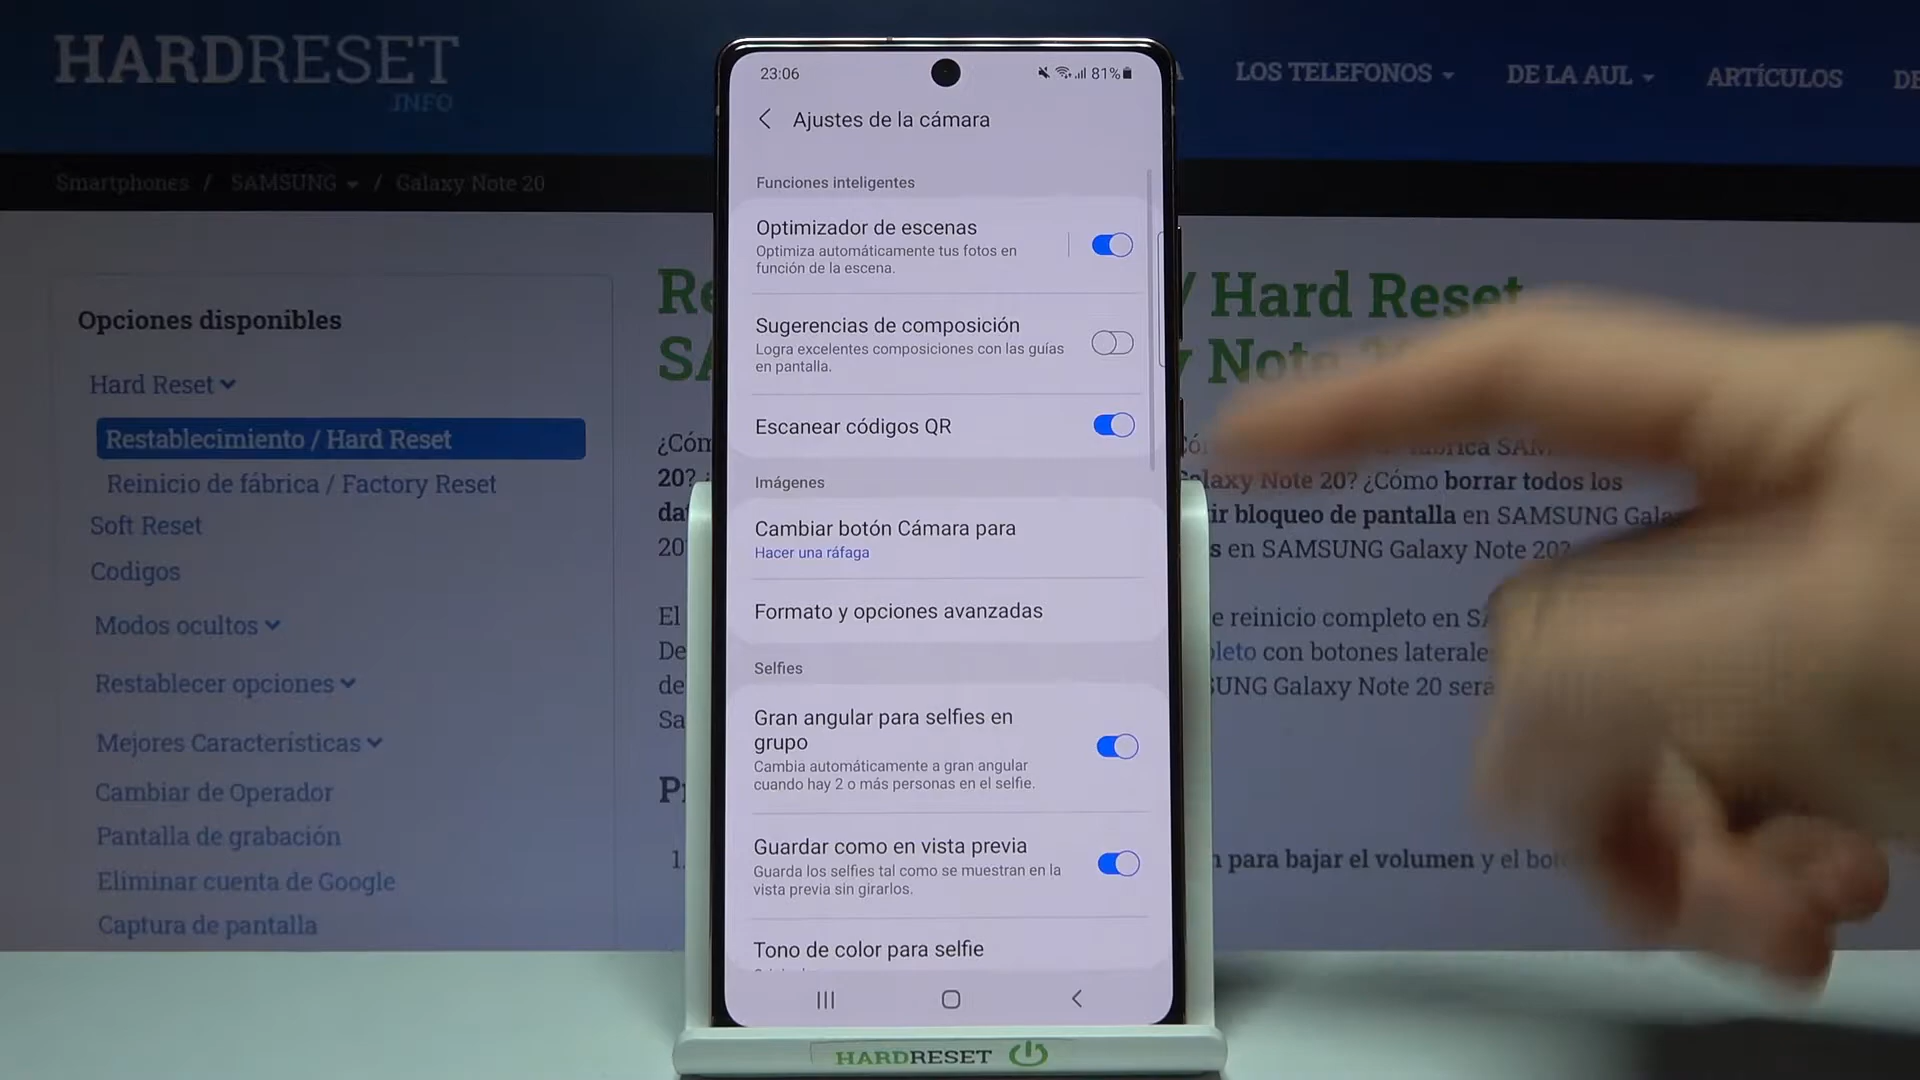 HARDRESET
.INFO
LOS TELEFONOS
DE LA AUL
ARTÍCULOS
Smartphones / SAMSUNG / Galaxy Note 20
Opciones disponibles
Hard Reset
Restablecimiento / Hard Reset
Reinicio de fábrica / Factory Reset
Soft Reset
Codigos
Modos ocultos
Restablecer opciones
Mejores Características
Cambiar de Operador
Pantalla de grabación
Eliminar cuenta de Google
Captura de pantalla
23:06
81%
Ajustes de la cámara
Funciones inteligentes
Optimizador de escenas
Optimiza automáticamente tus fotos en
función de la escena.
Sugerencias de composición
Logra excelentes composiciones con las guías
en pantalla.
Escanear códigos QR
Imágenes
Cambiar botón Cámara para
Hacer una ráfaga
Formato y opciones avanzadas
Selfies
Gran angular para selfies en
grupo
Cambia automáticamente a gran angular
cuando hay 2 o más personas en el selfie.
Guardar como en vista previa
Guarda los selfies tal como se muestran en la
vista previa sin girarlos.
Tono de color para selfie
/ Hard Reset
Note
Galaxy Note 20? ¿Cómo borrar todos los
bloqueo de pantalla en SAMSUNG
en SAMSUNG Galaxy Note 20?
El
e reinicio completo en
con botones
Galaxy Note 20 será
1.
para bajar el volumen y el
HARDRESET